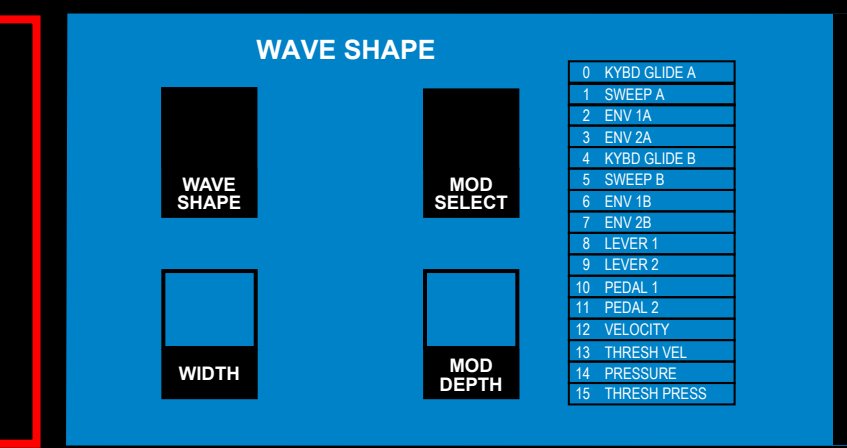 WAVE SHAPE
WAVE
SHAPE
MOD
SELECT
WIDTH
MOD
DEPTH
0 KYBD GLIDE A
1 SWEEP A
2 ENV 1A
3 ENV 2A
4 KYBD GLIDE B
5 SWEEP B
6 ENV 1B
7 ENV 2B
8 LEVER 1
9 LEVER 2
10 PEDAL 1
11 PEDAL 2
12 VELOCITY
13 THRESH VEL
14 PRESSURE
15 THRESH PRESS